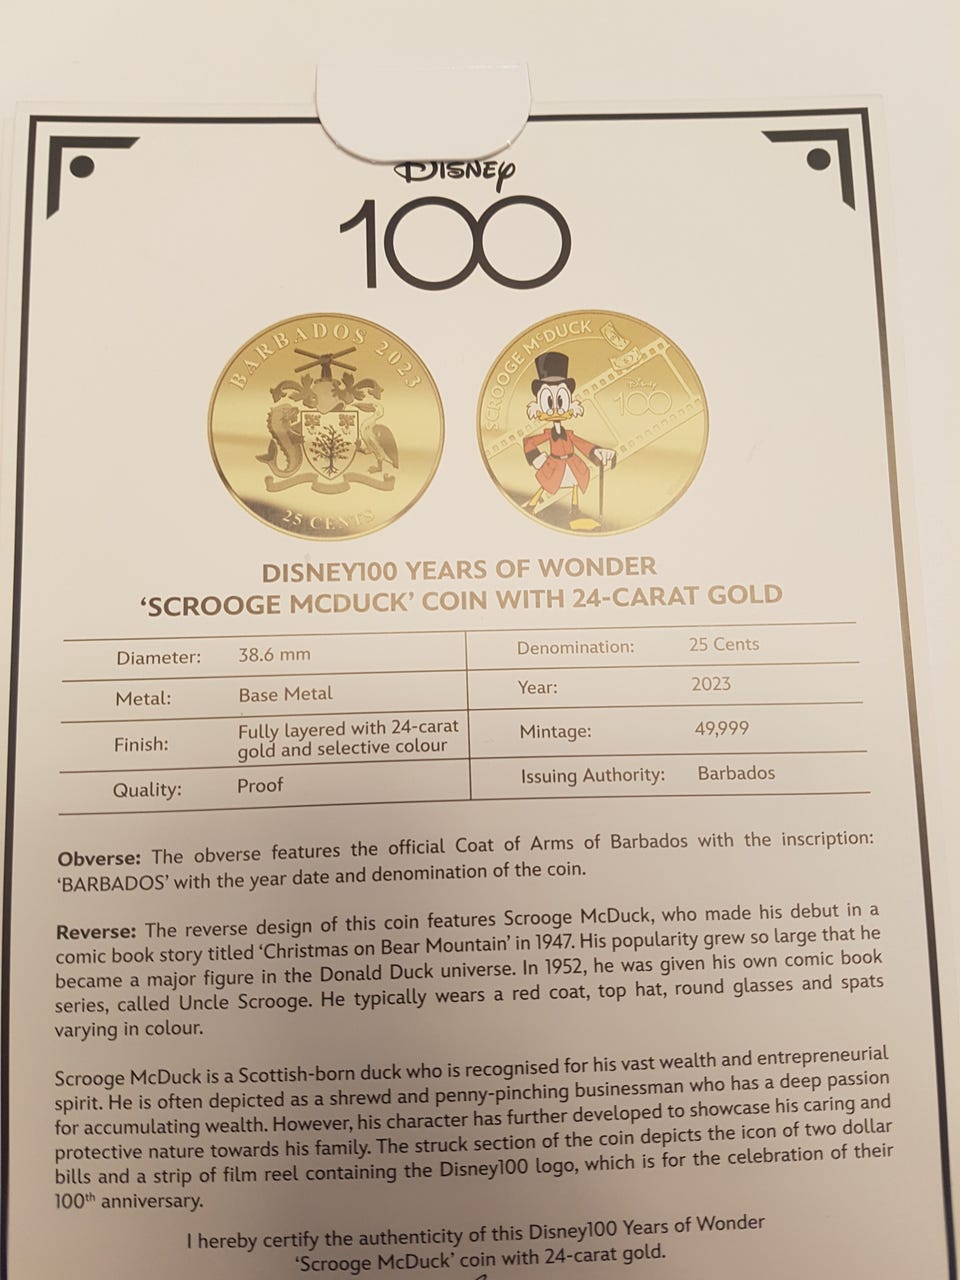 DISNEY
100
BARBADOS 2023
25 CENTS
SCROOGE McDUCK
Disney
100
DISNEY100 YEARS OF WONDER
‘SCROOGE MCDUCK’ COIN WITH 24-CARAT GOLD
Diameter: 38.6 mm
Metal: Base Metal
Finish: Fully layered with 24-carat
gold and selective colour
Quality: Proof
Denomination: 25 Cents
Year: 2023
Mintage: 49,999
Issuing Authority: Barbados
Obverse: The obverse features the official Coat of Arms of Barbados with the inscription:
‘BARBADOS’ with the year date and denomination of the coin.
Reverse: The reverse design of this coin features Scrooge McDuck, who made his debut in a
comic book story titled ‘Christmas on Bear Mountain’ in 1947. His popularity grew so large that he
became a major figure in the Donald Duck universe. In 1952, he was given his own comic book
series, called Uncle Scrooge. He typically wears a red coat, top hat, round glasses and spats
varying in colour.
Scrooge McDuck is a Scottish-born duck who is recognised for his vast wealth and entrepreneurial
spirit. He is often depicted as a shrewd and penny-pinching businessman who has a deep passion
for accumulating wealth. However, his character has further developed to showcase his caring and
protective nature towards his family. The struck section of the coin depicts the icon of two dollar
bills and a strip of film reel containing the Disney100 logo, which is for the celebration of their
100th anniversary.
I hereby certify the authenticity of this Disney100 Years of Wonder
‘Scrooge McDuck’ coin with 24-carat gold.